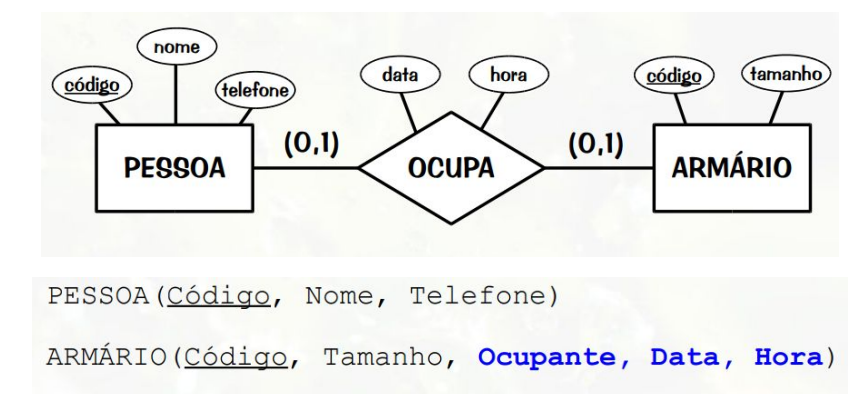 nome
código
telefone
data
hora
código
tamanho
(0,1)
(0,1)
PESSOA
OCUPA
ARMÁRIO
PESSOA(Código, Nome, Telefone)
ARMÁRIO(Código, Tamanho, Ocupante, Data, Hora)